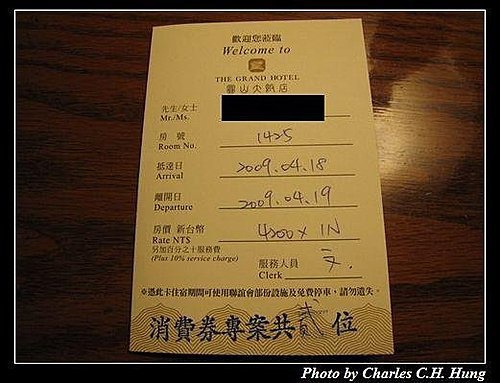 歡迎您蒞臨
Welcome to
THE GRAND HOTEL
圓山大飯店
先生/女士
Mr./Ms.
房 號
Room No. 1425
抵達日
Arrival 2009.04.18
離開日
Departure 2009.04.19
房價 新台幣
Rate NT$ 4200 x 1N
另加百分之十服務費
(Plus 10% service charge)
服務人員
Clerk 文.
※憑此卡住宿期間可使用聯誼會部份設施及免費停車,請勿遺失。
消費券專案共貳位
Photo by Charles C.H. Hung